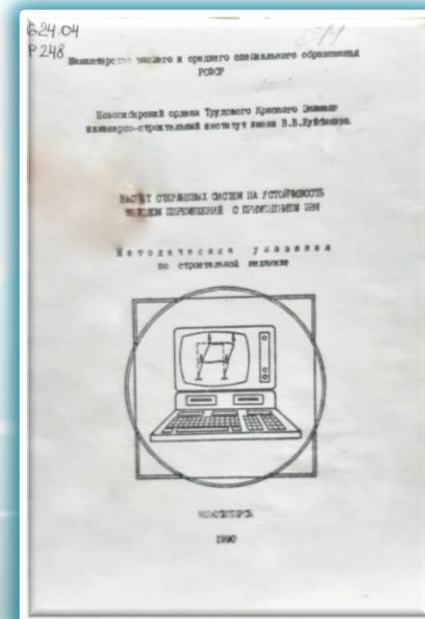 624.04
Р248
Министерство высшего и среднего специального образования
РСФСР
Новосибирский ордена Трудового Красного Знамени
инженерно-строительный институт имени В.В.Куйбышева
РАСЧЕТ СТЕРЖНЕВЫХ СИСТЕМ НА УСТОЙЧИВОСТЬ
МЕТОДОМ ПЕРЕМЕЩЕНИЙ С ПРИМЕНЕНИЕМ ЭВМ
Методические указания
по строительной механике
НОВОСИБИРСК
1990